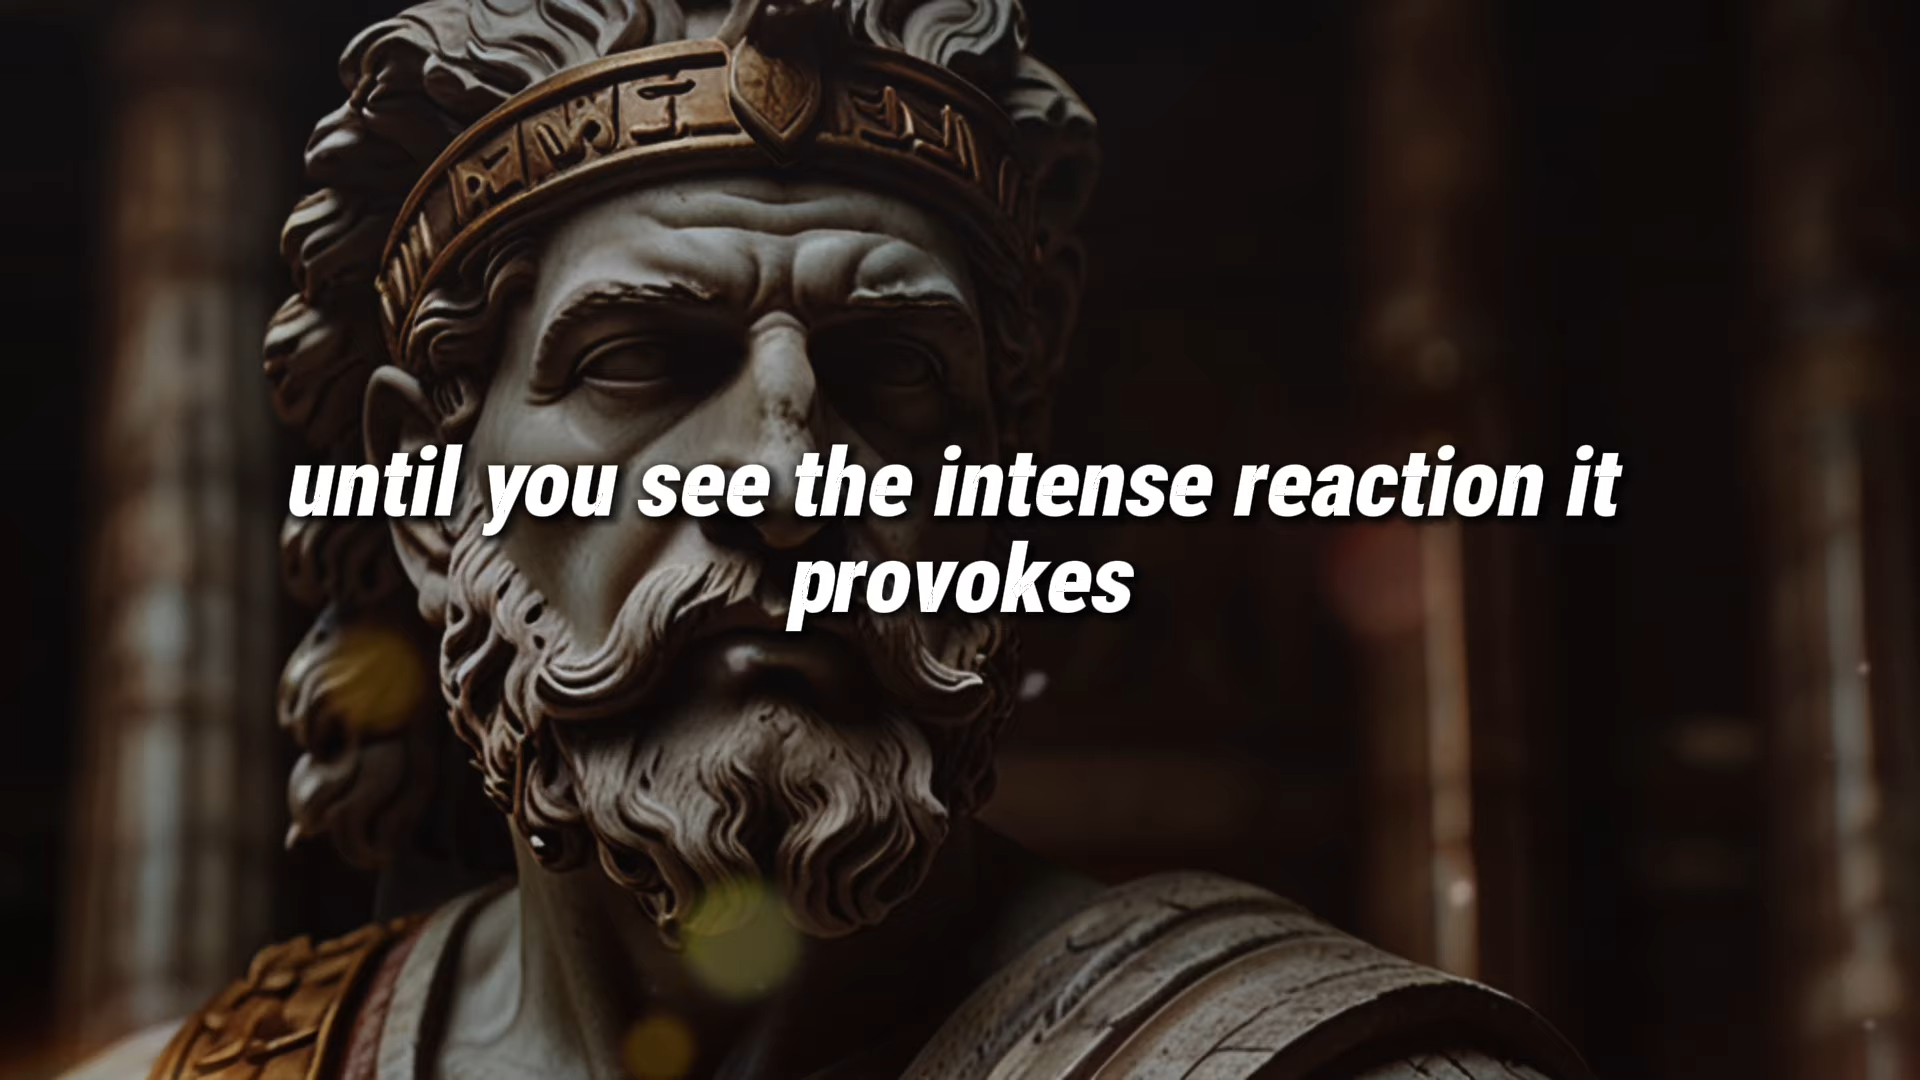 until you see the intense reaction it
provokes